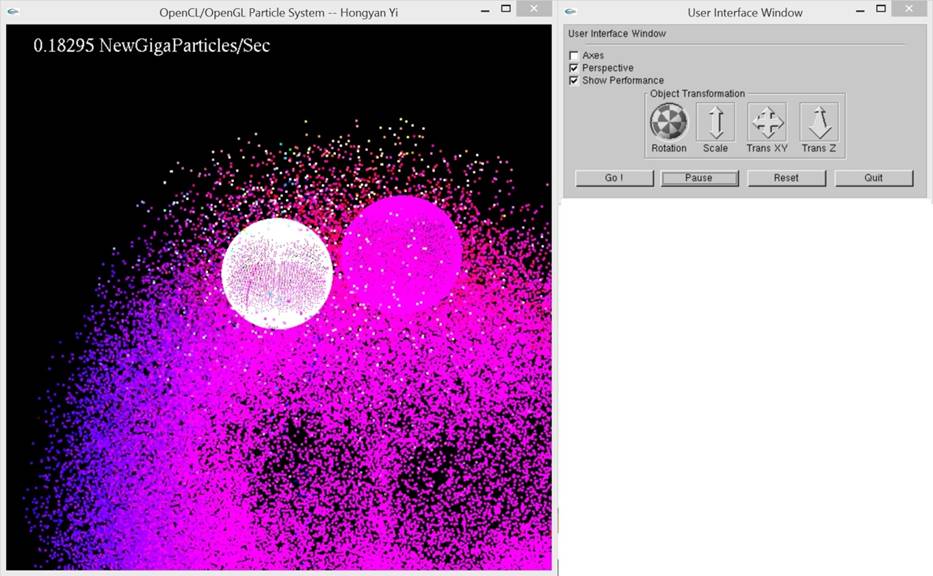 OpenCL/OpenGL Particle System -- Hongyan Yi
0.18295 NewGigaParticles/Sec
User Interface Window
User Interface Window
Axes
Perspective
Show Performance
Object Transformation
Rotation Scale Trans XY Trans Z
Go ! Pause Reset Quit